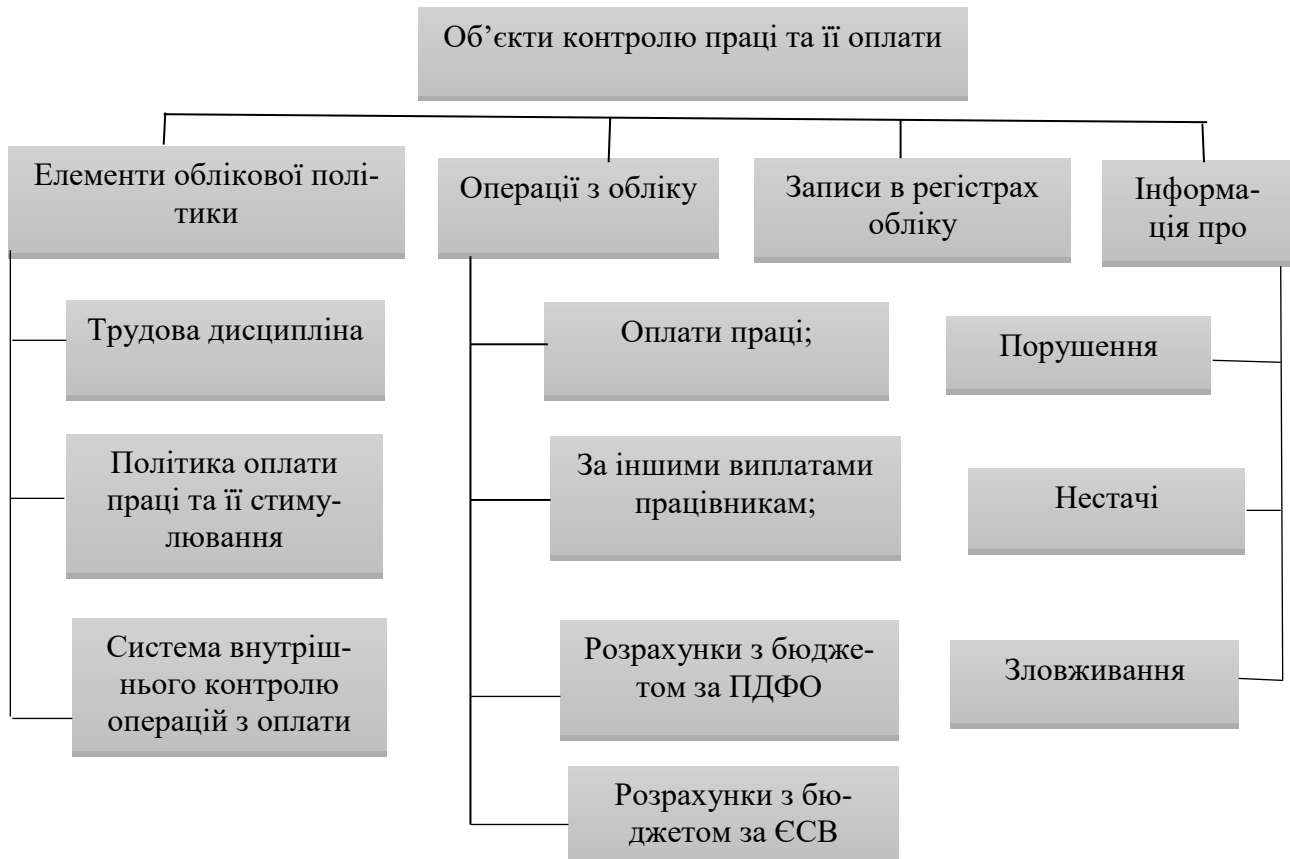 Об’єкти контролю праці та її оплати
Елементи облікової полі-
тики
Операції з обліку
Записи в регістрах
обліку
Інформа-
ція про
Трудова дисципліна
Політика оплати
праці та її стиму-
лювання
Система внутріш-
нього контролю
операцій з оплати
Оплати праці;
За іншими виплатами
працівникам;
Розрахунки з бюдже-
том за ПДФО
Розрахунки з бю-
джетом за ЄСВ
Порушення
Нестачі
Зловживання